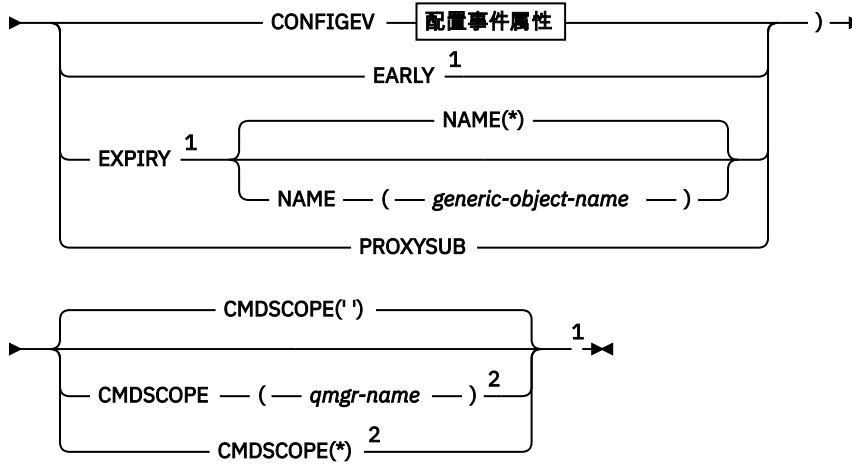 CONFIGEV 配置事件属性 )
EARLY 1
NAME(*)
EXPIRY 1
NAME ( generic-object-name )
PROXYSUB
CMDSCOPE(' ')
1
CMDSCOPE ( qmgr-name ) 2
CMDSCOPE(*) 2